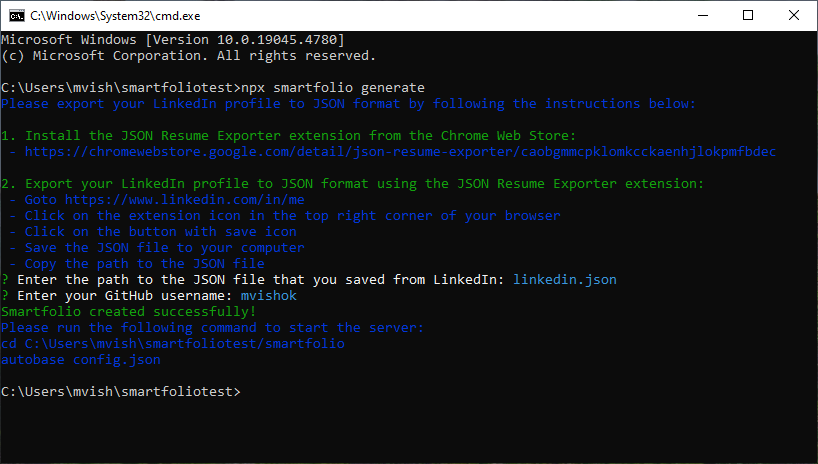 C:\Windows\System32\cmd.exe
Microsoft Windows [Version 10.0.19045.4780]
(c) Microsoft Corporation. All rights reserved.
C:\Users\mvish\smartfoliotest>npx smartfolio generate
Please export your LinkedIn profile to JSON format by following the instructions below:
1. Install the JSON Resume Exporter extension from the Chrome Web Store:
- https://chromewebstore.google.com/detail/json-resume-exporter/caobgmmcpklomkcckaenhjlokpmfbdec
2. Export your LinkedIn profile to JSON format using the JSON Resume Exporter extension:
- Goto https://www.linkedin.com/in/me
- Click on the extension icon in the top right corner of your browser
- Click on the button with save icon
- Save the JSON file to your computer
- Copy the path to the JSON file
? Enter the path to the JSON file that you saved from LinkedIn: linkedin.json
? Enter your GitHub username: mvishok
Smartfolio created successfully!
Please run the following command to start the server:
cd C:\Users\mvish\smartfoliotest/smartfolio
autobase config.json
C:\Users\mvish\smartfoliotest>